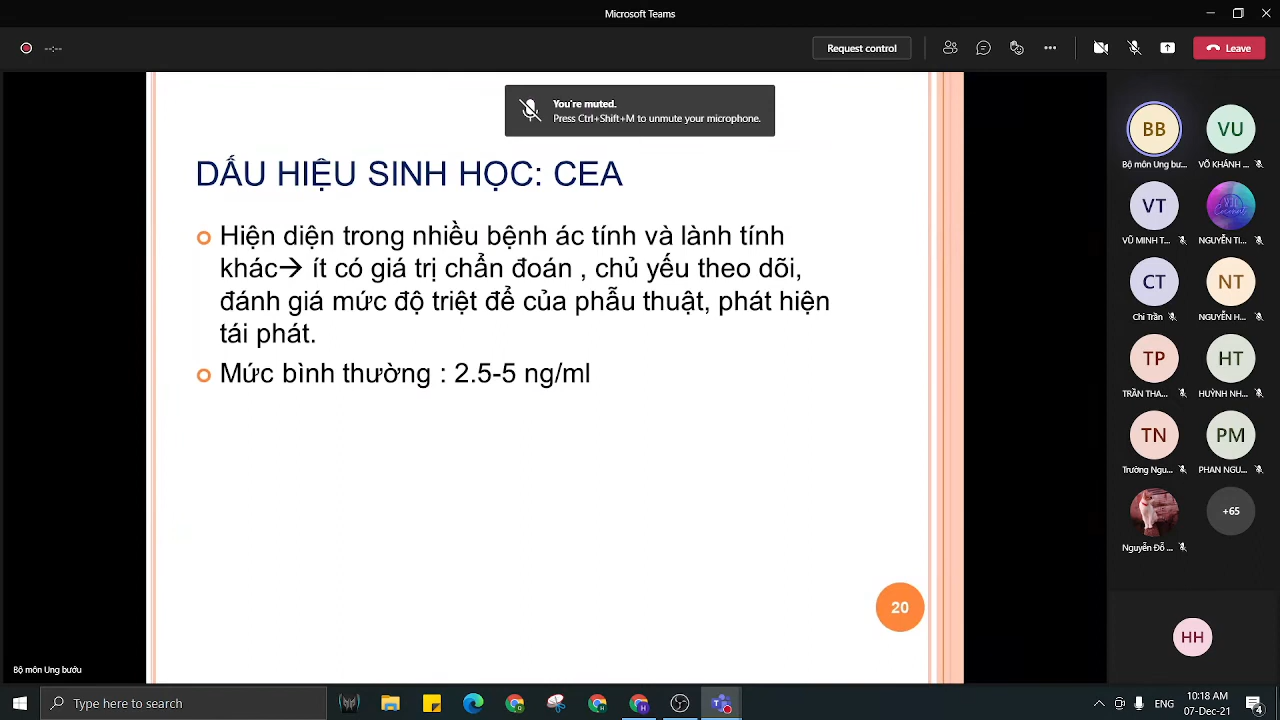 Microsoft Teams
--:--
Request control
Leave
You're muted.
Press Ctrl+Shift+M to unmute your microphone.
DẤU HIỆU SINH HỌC: CEA
Hiện diện trong nhiều bệnh ác tính và lành tính
khác→ ít có giá trị chẩn đoán , chủ yếu theo dõi,
đánh giá mức độ triệt để của phẫu thuật, phát hiện
tái phát.
Mức bình thường : 2.5-5 ng/ml
20
Bộ môn Ung bướu
BB
VU
Bộ môn Ung bư...
VÕ KHÁNH ...
VT
VŨ MINH T...
NGUYỄN TI...
CT
NT
Chi Trần
NGUYỄN H...
TP
HT
TRẦN THA...
HUỲNH NH...
TN
PM
Trường Ngu...
PHAN NGU...
+65
Nguyễn Đỗ ...
HH
Type here to search
ENG
10:18 AM
07-Dec-21